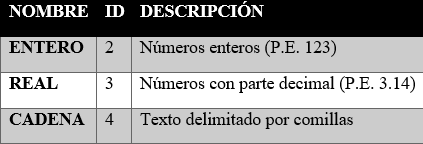 NOMBRE ID DESCRIPCIÓN
ENTERO 2 Números enteros (P.E. 123)
REAL 3 Números con parte decimal (P.E. 3.14)
CADENA 4 Texto delimitado por comillas